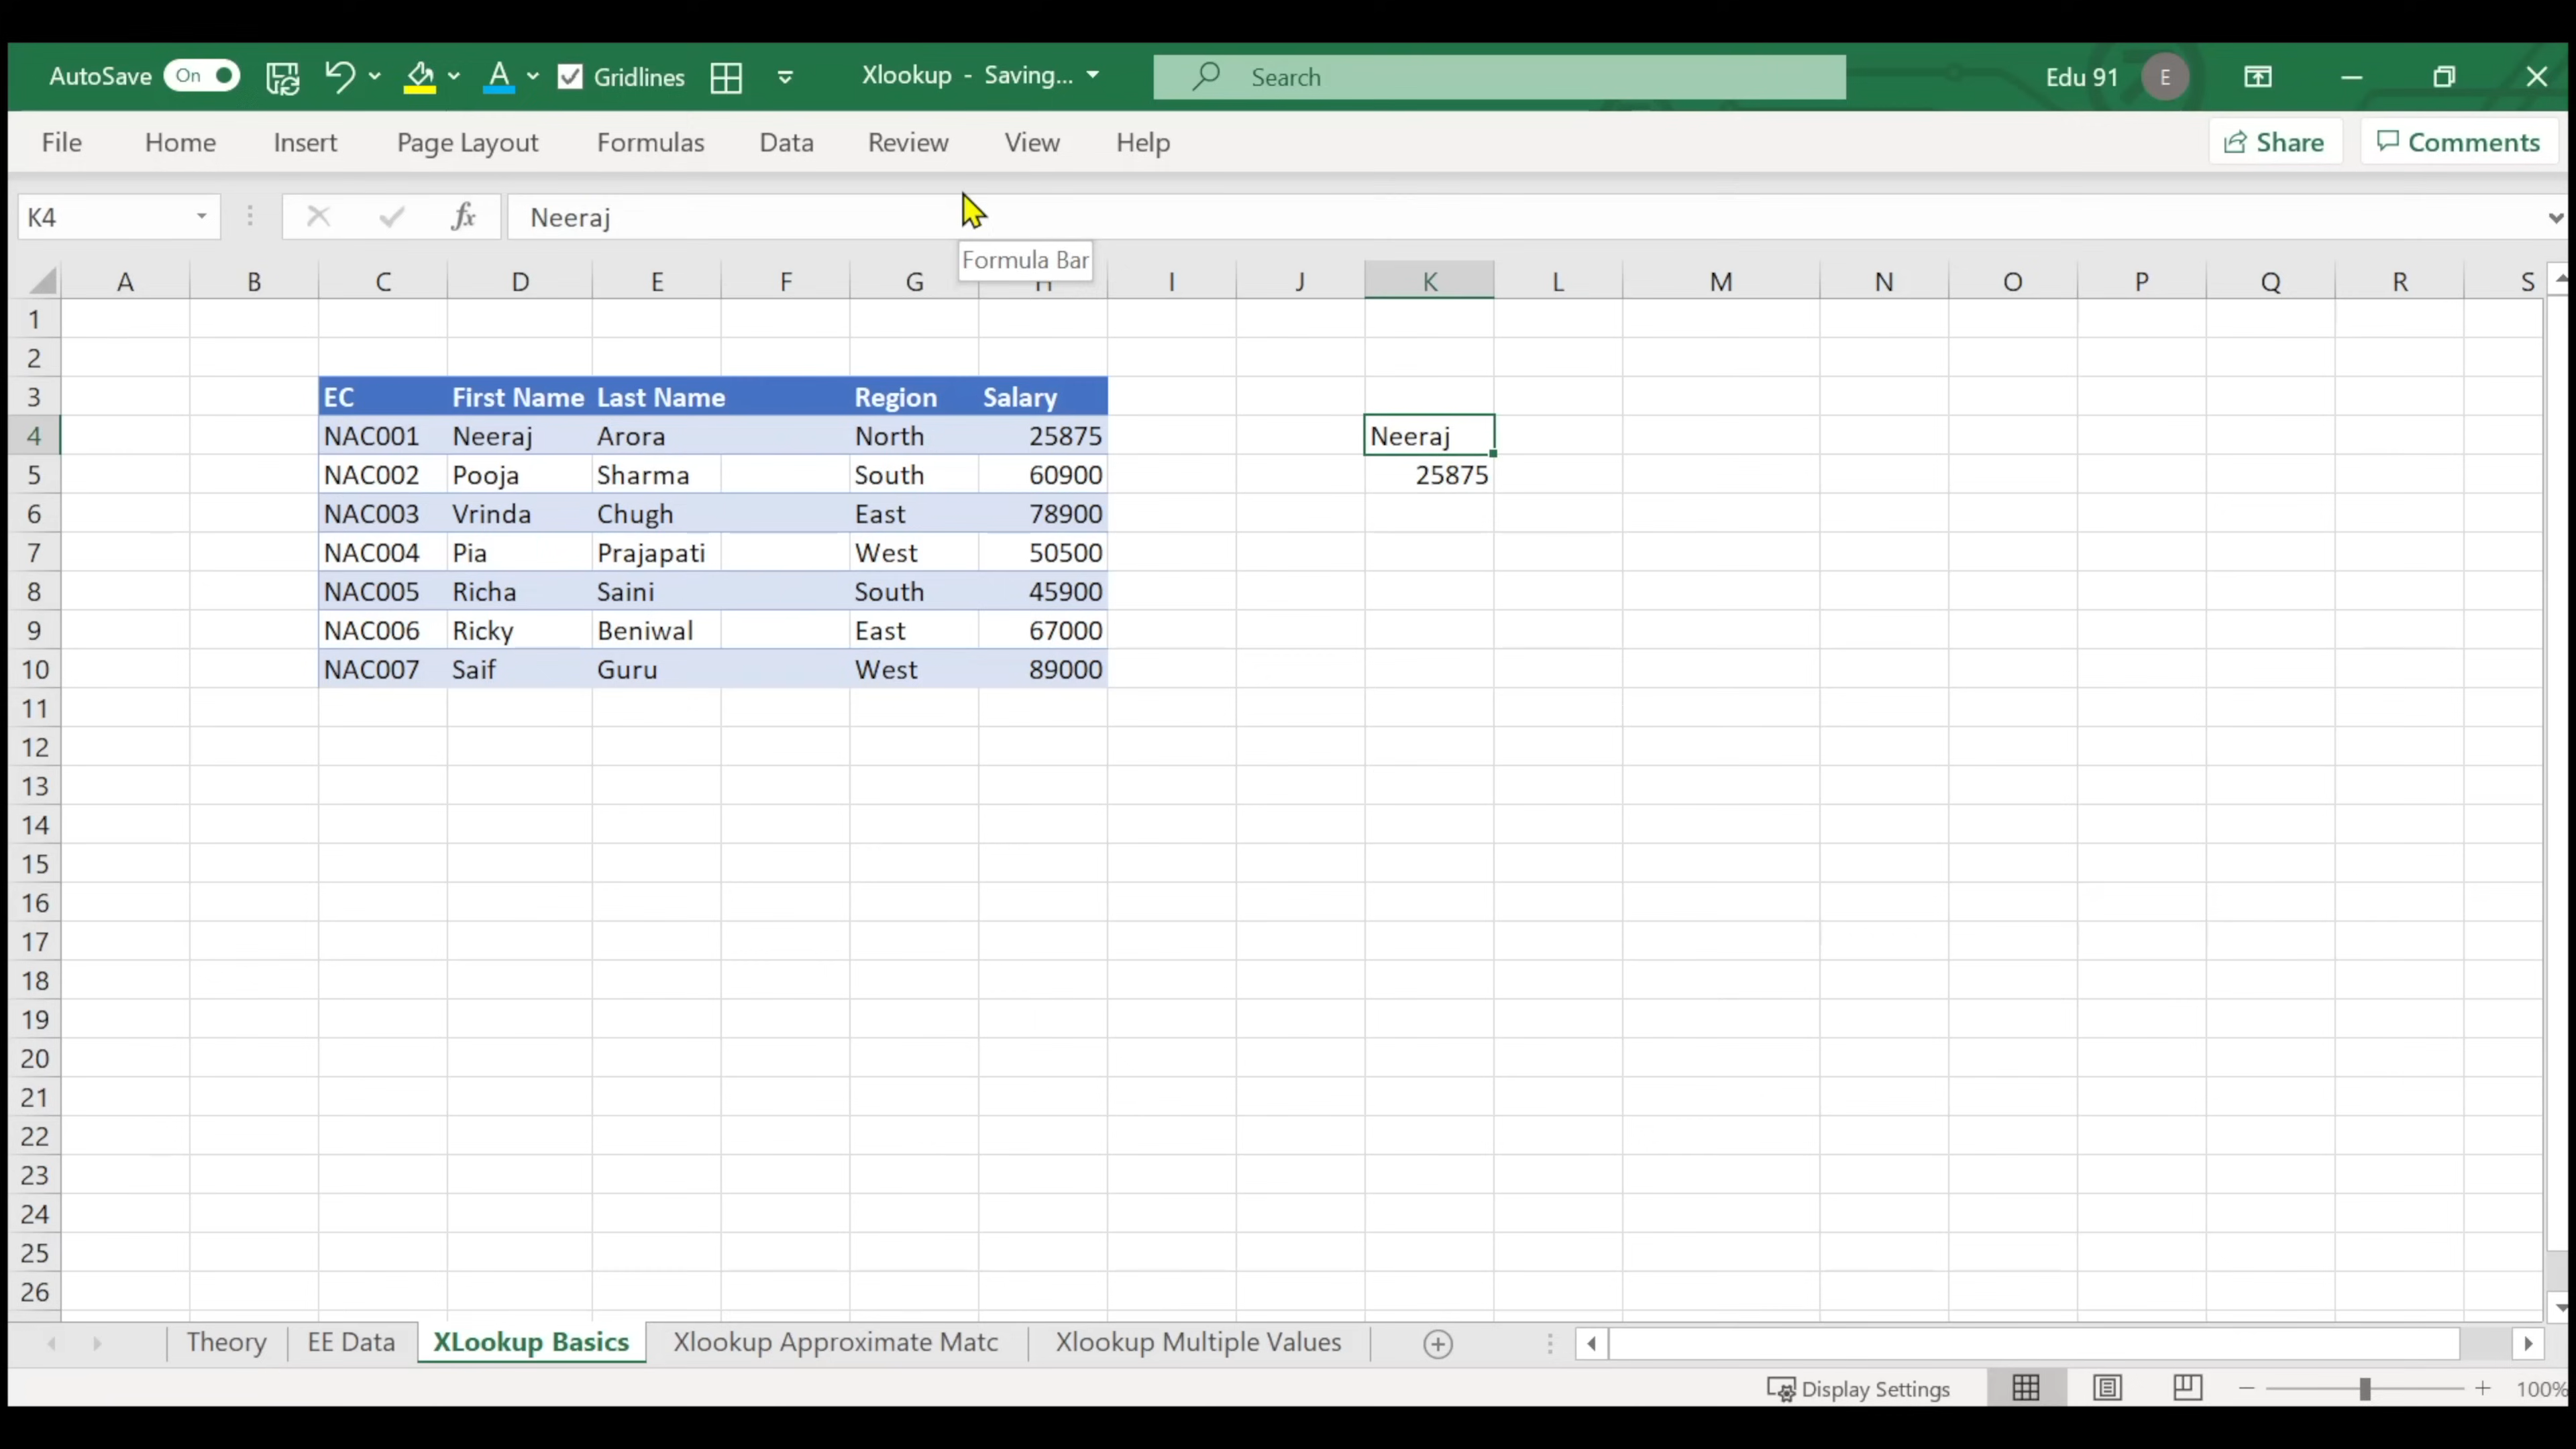 AutoSave On Gridlines Xlookup - Saving... Search Edu 91 E
File Home Insert Page Layout Formulas Data Review View Help Share Comments
K4 fx Neeraj
Formula Bar
A B C D E F G H I J K L M N O P Q R S
1
2
3 EC First Name Last Name Region Salary
4 NAC001 Neeraj Arora North 25875 Neeraj
5 NAC002 Pooja Sharma South 60900 25875
6 NAC003 Vrinda Chugh East 78900
7 NAC004 Pia Prajapati West 50500
8 NAC005 Richa Saini South 45900
9 NAC006 Ricky Beniwal East 67000
10 NAC007 Saif Guru West 89000
11
12
13
14
15
16
17
18
19
20
21
22
23
24
25
26
Theory EE Data XLookup Basics Xlookup Approximate Matc Xlookup Multiple Values
Display Settings 100%